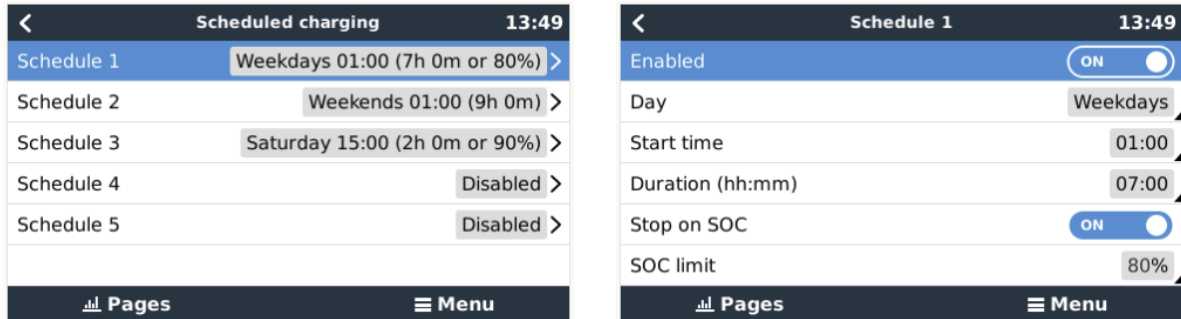 Scheduled charging 13:49
Schedule 1 Weekdays 01:00 (7h 0m or 80%)
Schedule 2 Weekends 01:00 (9h 0m)
Schedule 3 Saturday 15:00 (2h 0m or 90%)
Schedule 4 Disabled
Schedule 5 Disabled
Pages Menu
Schedule 1 13:49
Enabled ON
Day Weekdays
Start time 01:00
Duration (hh:mm) 07:00
Stop on SOC ON
SOC limit 80%
Pages Menu